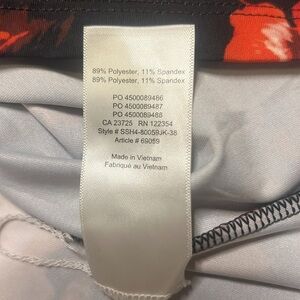 89% Polyester, 11% Spandex
89% Polyester, 11% Spandex
PO 4500089486
PO 4500089487
PO 4500089488
CA 23725 RN 122354
Style # SSH4-80059JK-38
Article # 69059
Made in Vietnam
Fabriqué au Vietnam